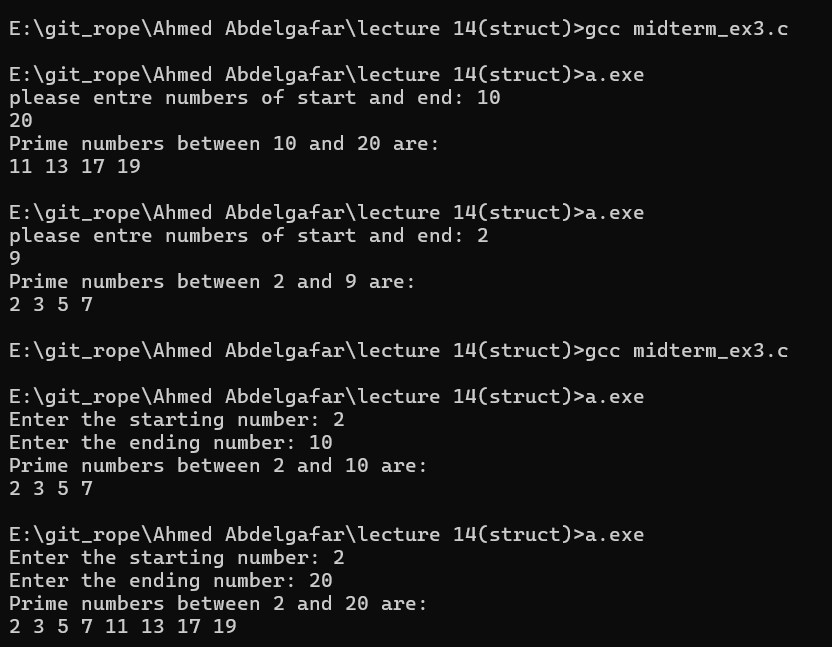 E:\git_rope\Ahmed Abdelgafar\lecture 14(struct)>gcc midterm_ex3.c
E:\git_rope\Ahmed Abdelgafar\lecture 14(struct)>a.exe
please entre numbers of start and end: 10
20
Prime numbers between 10 and 20 are:
11 13 17 19
E:\git_rope\Ahmed Abdelgafar\lecture 14(struct)>a.exe
please entre numbers of start and end: 2
9
Prime numbers between 2 and 9 are:
2 3 5 7
E:\git_rope\Ahmed Abdelgafar\lecture 14(struct)>gcc midterm_ex3.c
E:\git_rope\Ahmed Abdelgafar\lecture 14(struct)>a.exe
Enter the starting number: 2
Enter the ending number: 10
Prime numbers between 2 and 10 are:
2 3 5 7
E:\git_rope\Ahmed Abdelgafar\lecture 14(struct)>a.exe
Enter the starting number: 2
Enter the ending number: 20
Prime numbers between 2 and 20 are:
2 3 5 7 11 13 17 19